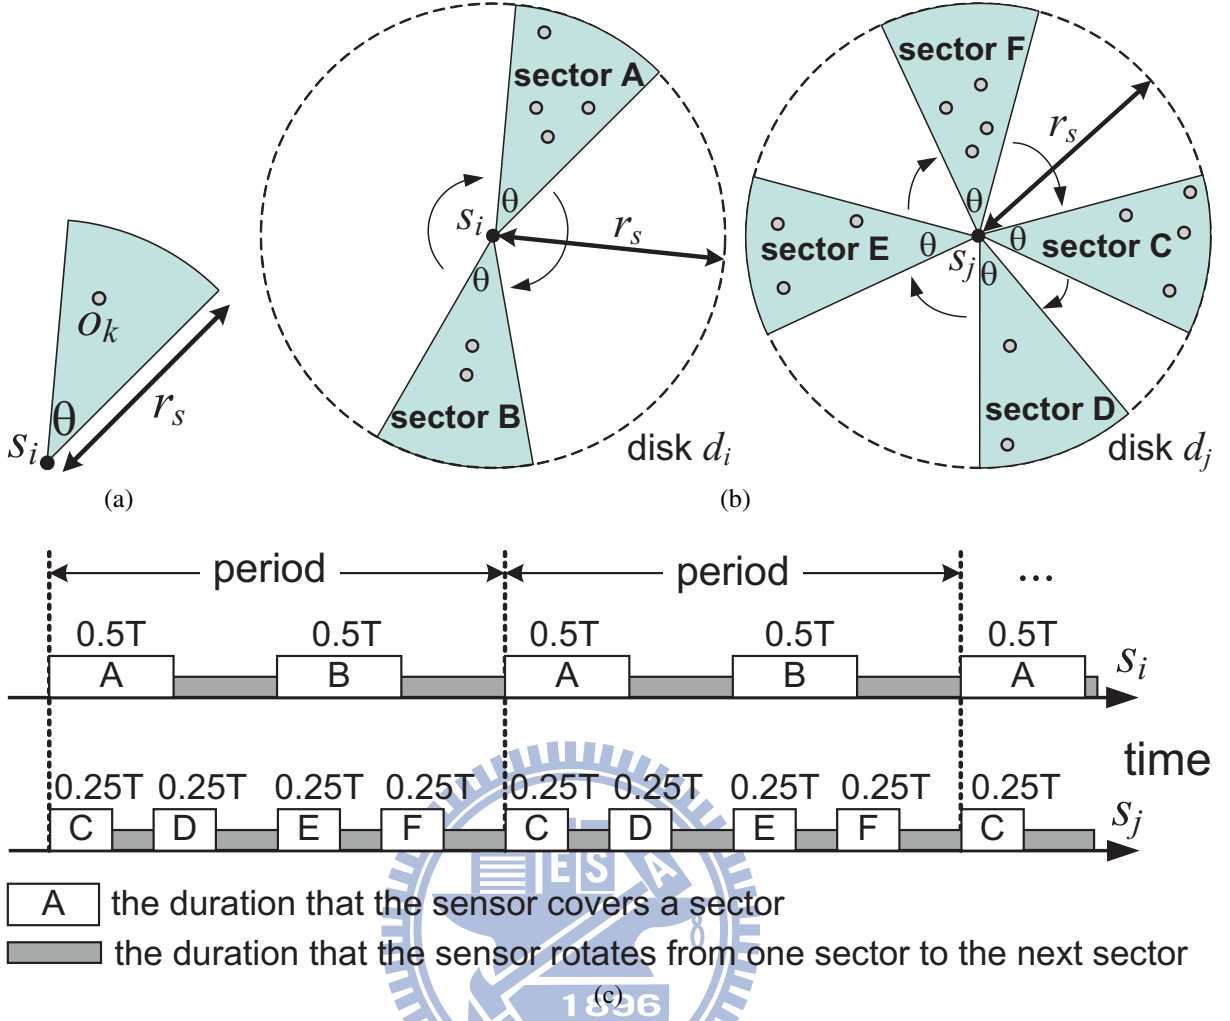 sector A
θ
s_i
r_s
θ
sector B
disk d_i
sector F
r_s
θ
sector E
θ
s_j
θ
θ
sector C
sector D
disk d_j
o_k
θ
r_s
s_i
(a)
(b)
period
period
...
0.5T
0.5T
0.5T
0.5T
0.5T
A
B
A
B
A
s_i
time
0.25T
0.25T
0.25T
0.25T
0.25T
0.25T
0.25T
0.25T
0.25T
C
D
E
F
C
D
E
F
C
s_j
E S A
A the duration that the sensor covers a sector
the duration that the sensor rotates from one sector to the next sector
(c)
1896